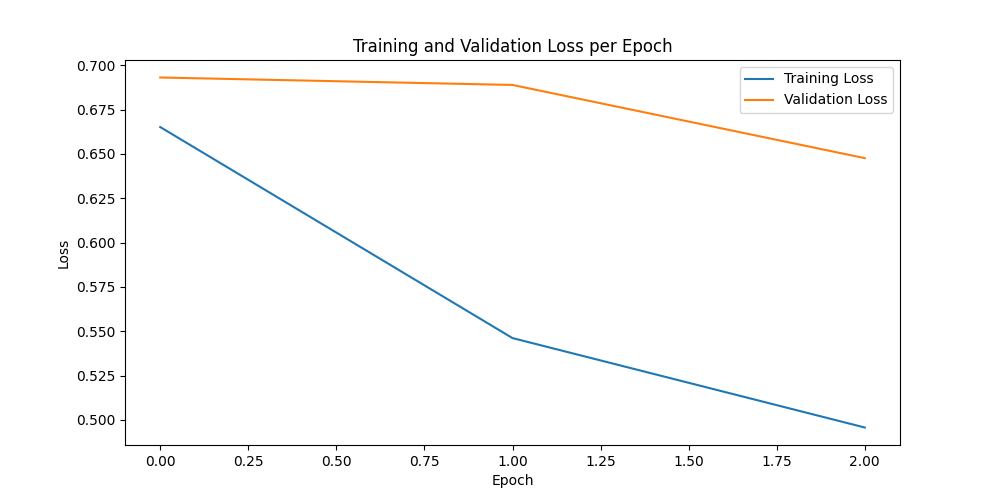 Training and Validation Loss per Epoch
Training Loss
Validation Loss
0.700
0.675
0.650
0.625
0.600
0.575
0.550
0.525
0.500
Loss
0.00 0.25 0.50 0.75 1.00 1.25 1.50 1.75 2.00
Epoch